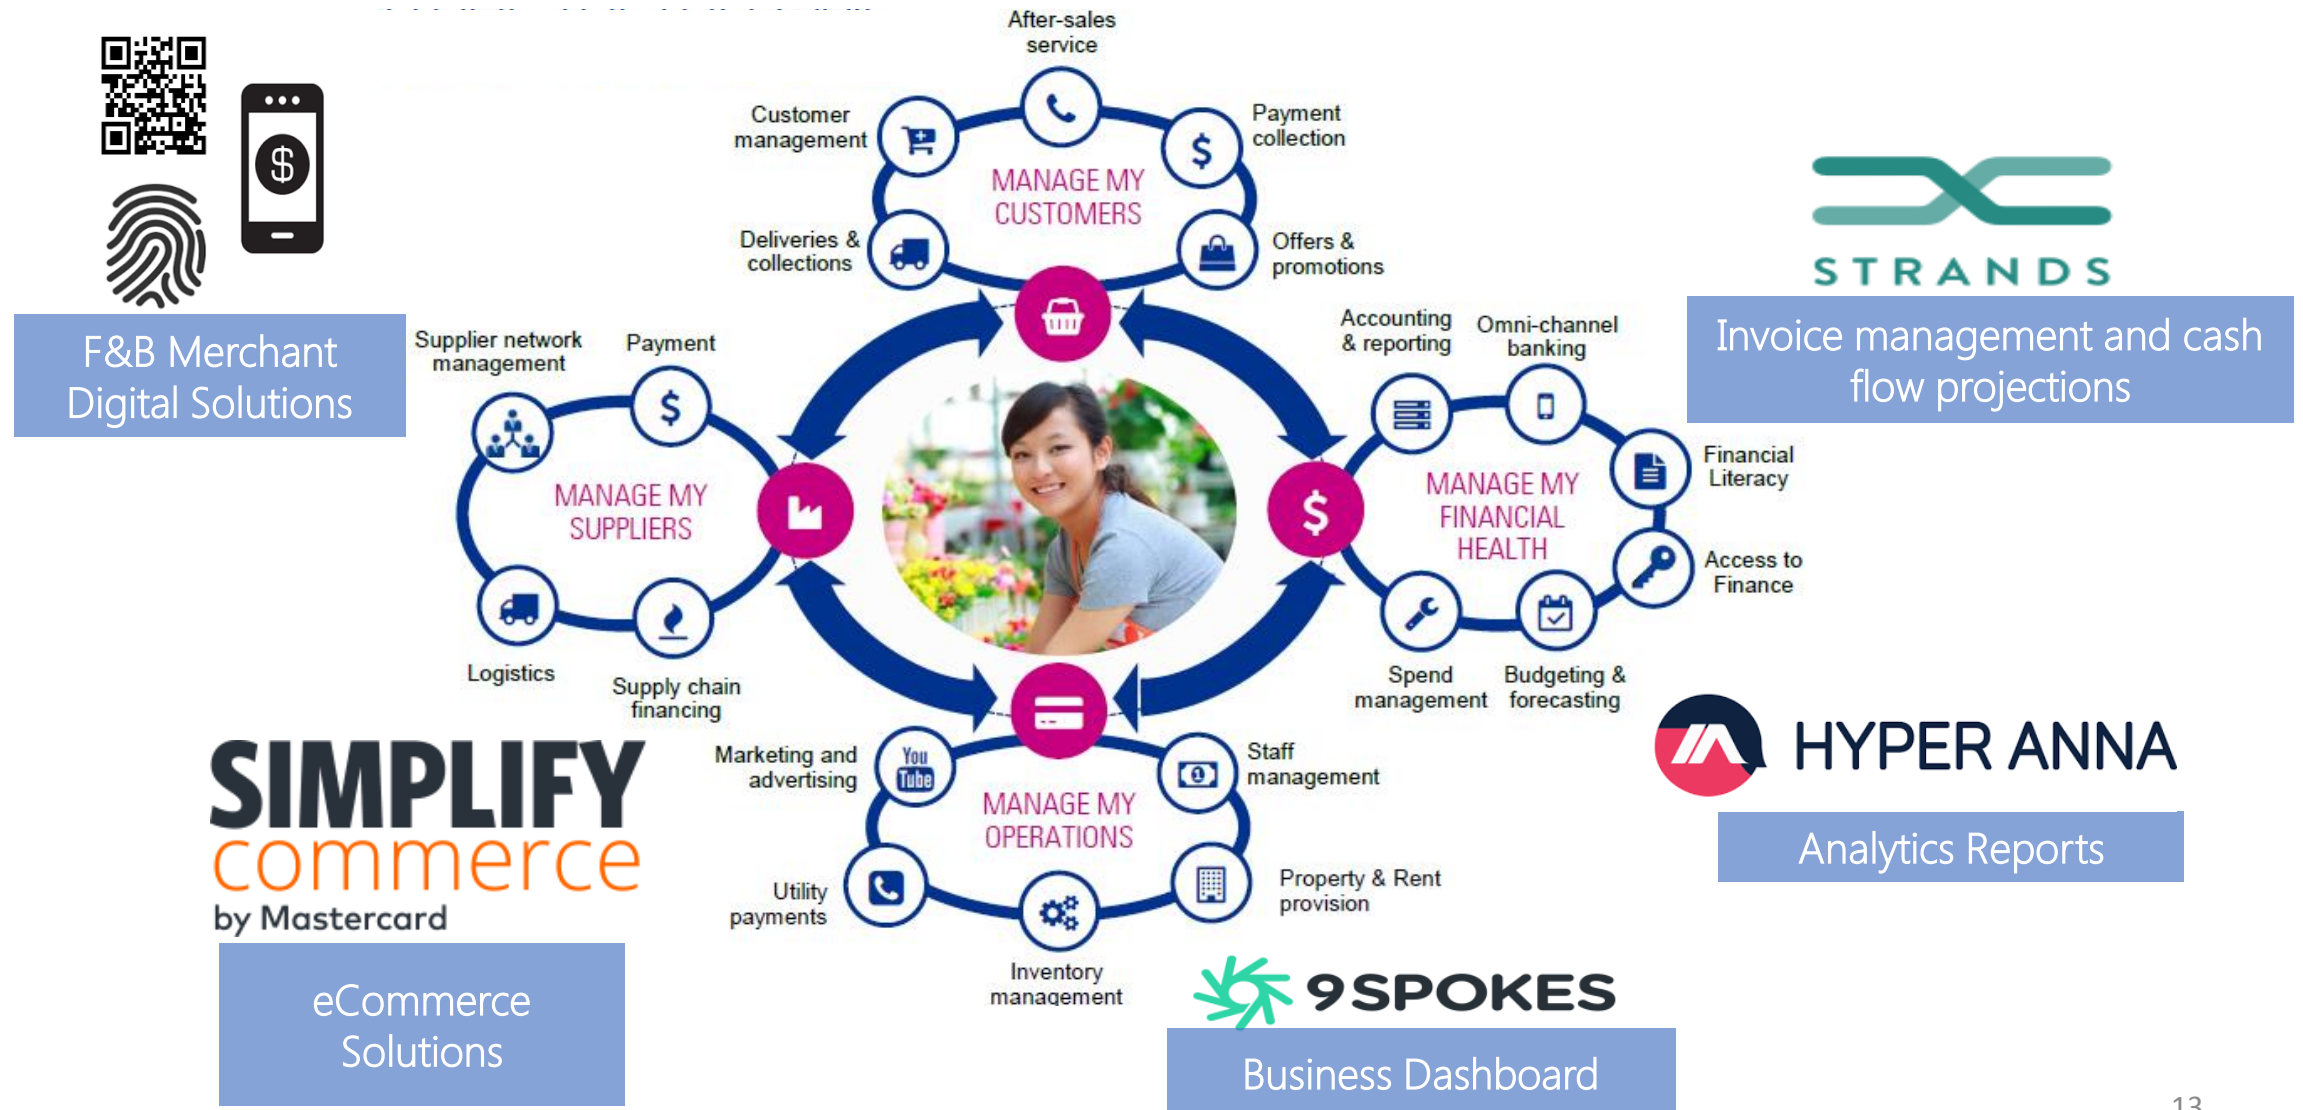 After-sales
service
Customer
management
Payment
collection
MANAGE MY
CUSTOMERS
Deliveries &
collections
Offers &
promotions
STRANDS
Invoice management and cash
flow projections
F&B Merchant
Digital Solutions
Supplier network
management
Payment
MANAGE MY
SUPPLIERS
Logistics
Supply chain
financing
Accounting
& reporting
Omni-channel
banking
Financial
Literacy
MANAGE MY
FINANCIAL
HEALTH
Access to
Finance
Spend
management
Budgeting &
forecasting
SIMPLIFY
commerce
by Mastercard
eCommerce
Solutions
Marketing and
advertising
You
Tube
Staff
management
MANAGE MY
OPERATIONS
Utility
payments
Property & Rent
provision
Inventory
management
HYPER ANNA
Analytics Reports
9SPOKES
Business Dashboard
13